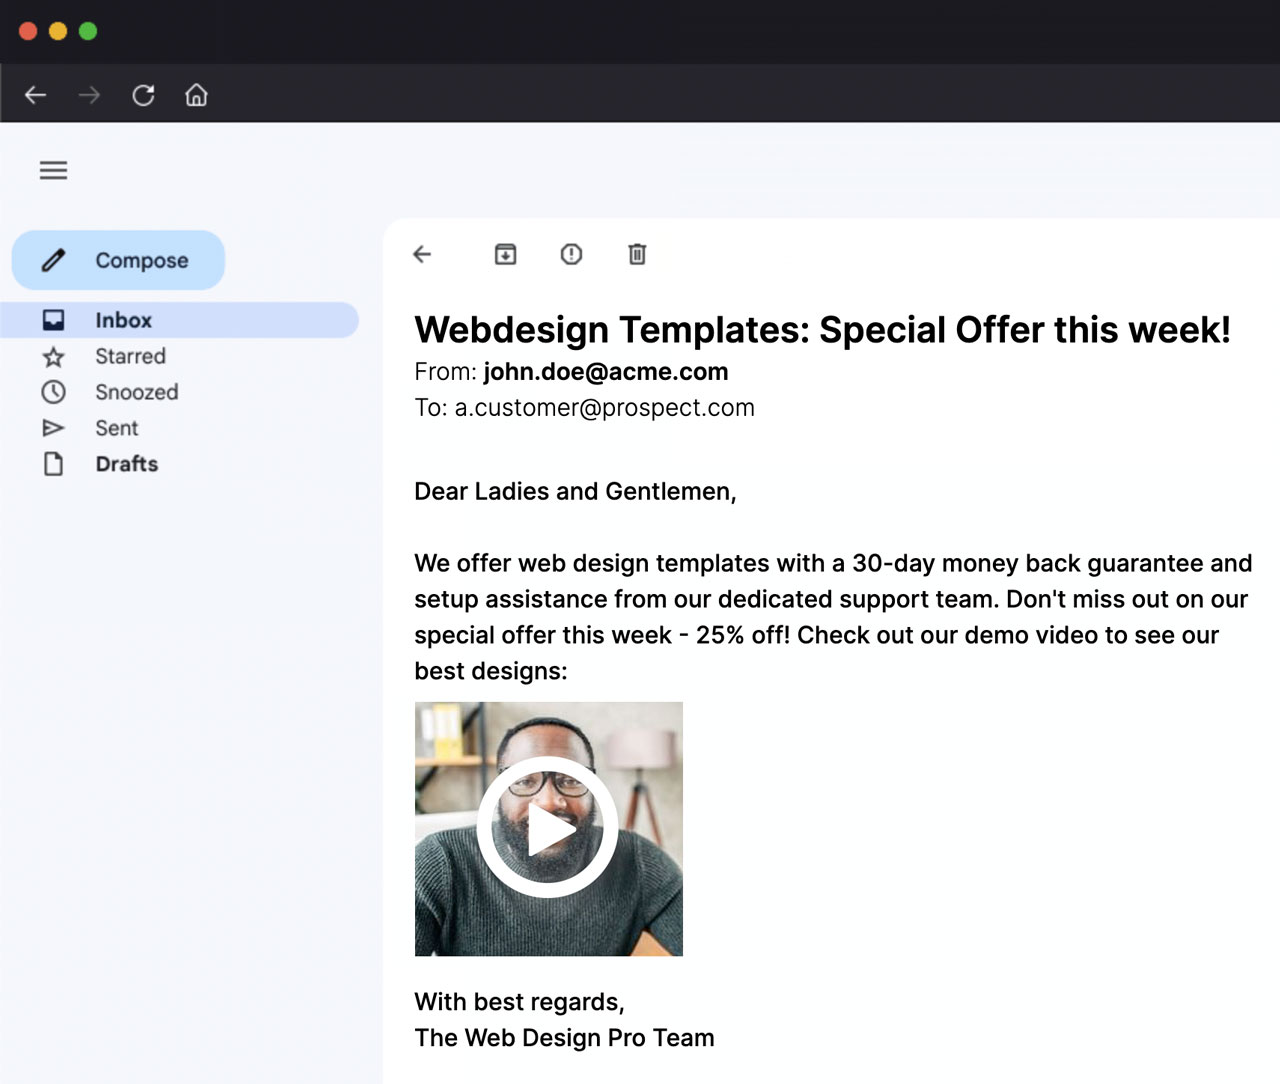 Compose
Inbox
Starred
Snoozed
Sent
Drafts
Webdesign Templates: Special Offer this week!
From: john.doe@acme.com
To: a.customer@prospect.com
Dear Ladies and Gentlemen,
We offer web design templates with a 30-day money back guarantee and
setup assistance from our dedicated support team. Don't miss out on our
special offer this week - 25% off! Check out our demo video to see our
best designs:
With best regards,
The Web Design Pro Team